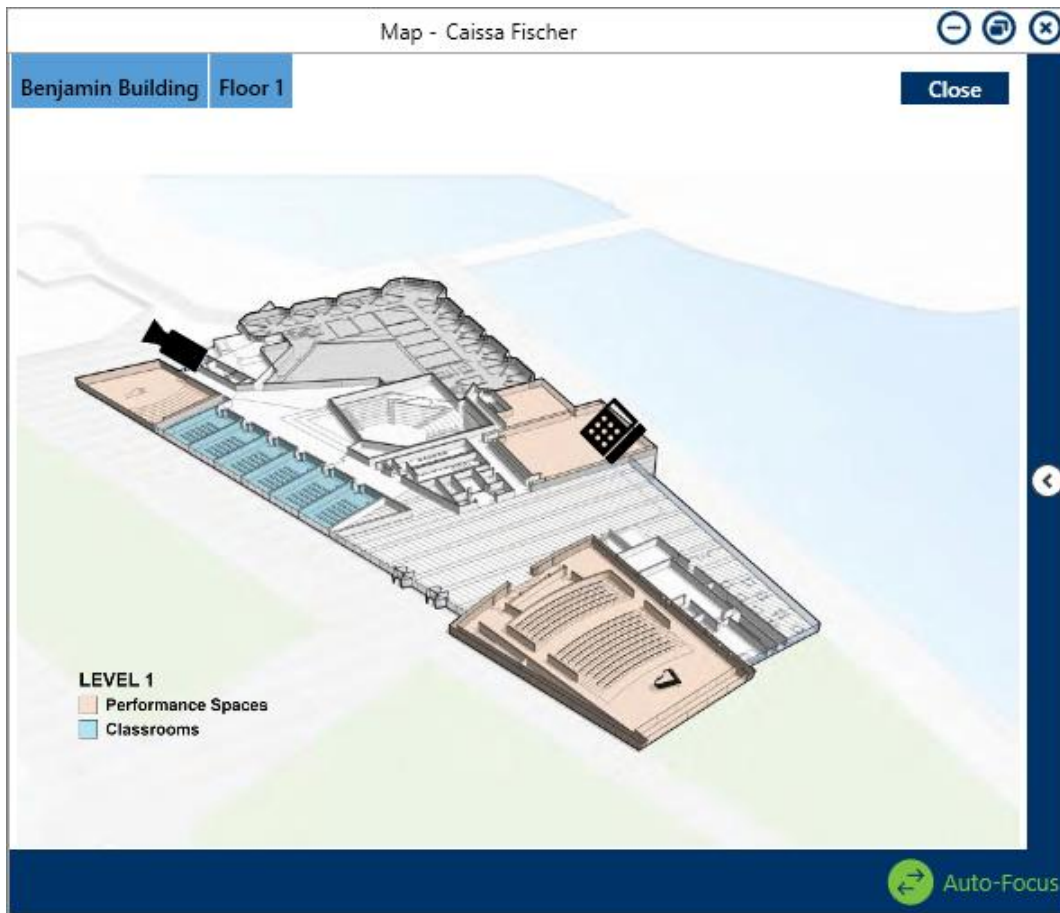 Map - Caissa Fischer
Benjamin Building Floor 1
Close
LEVEL 1
Performance Spaces
Classrooms
Auto-Focus